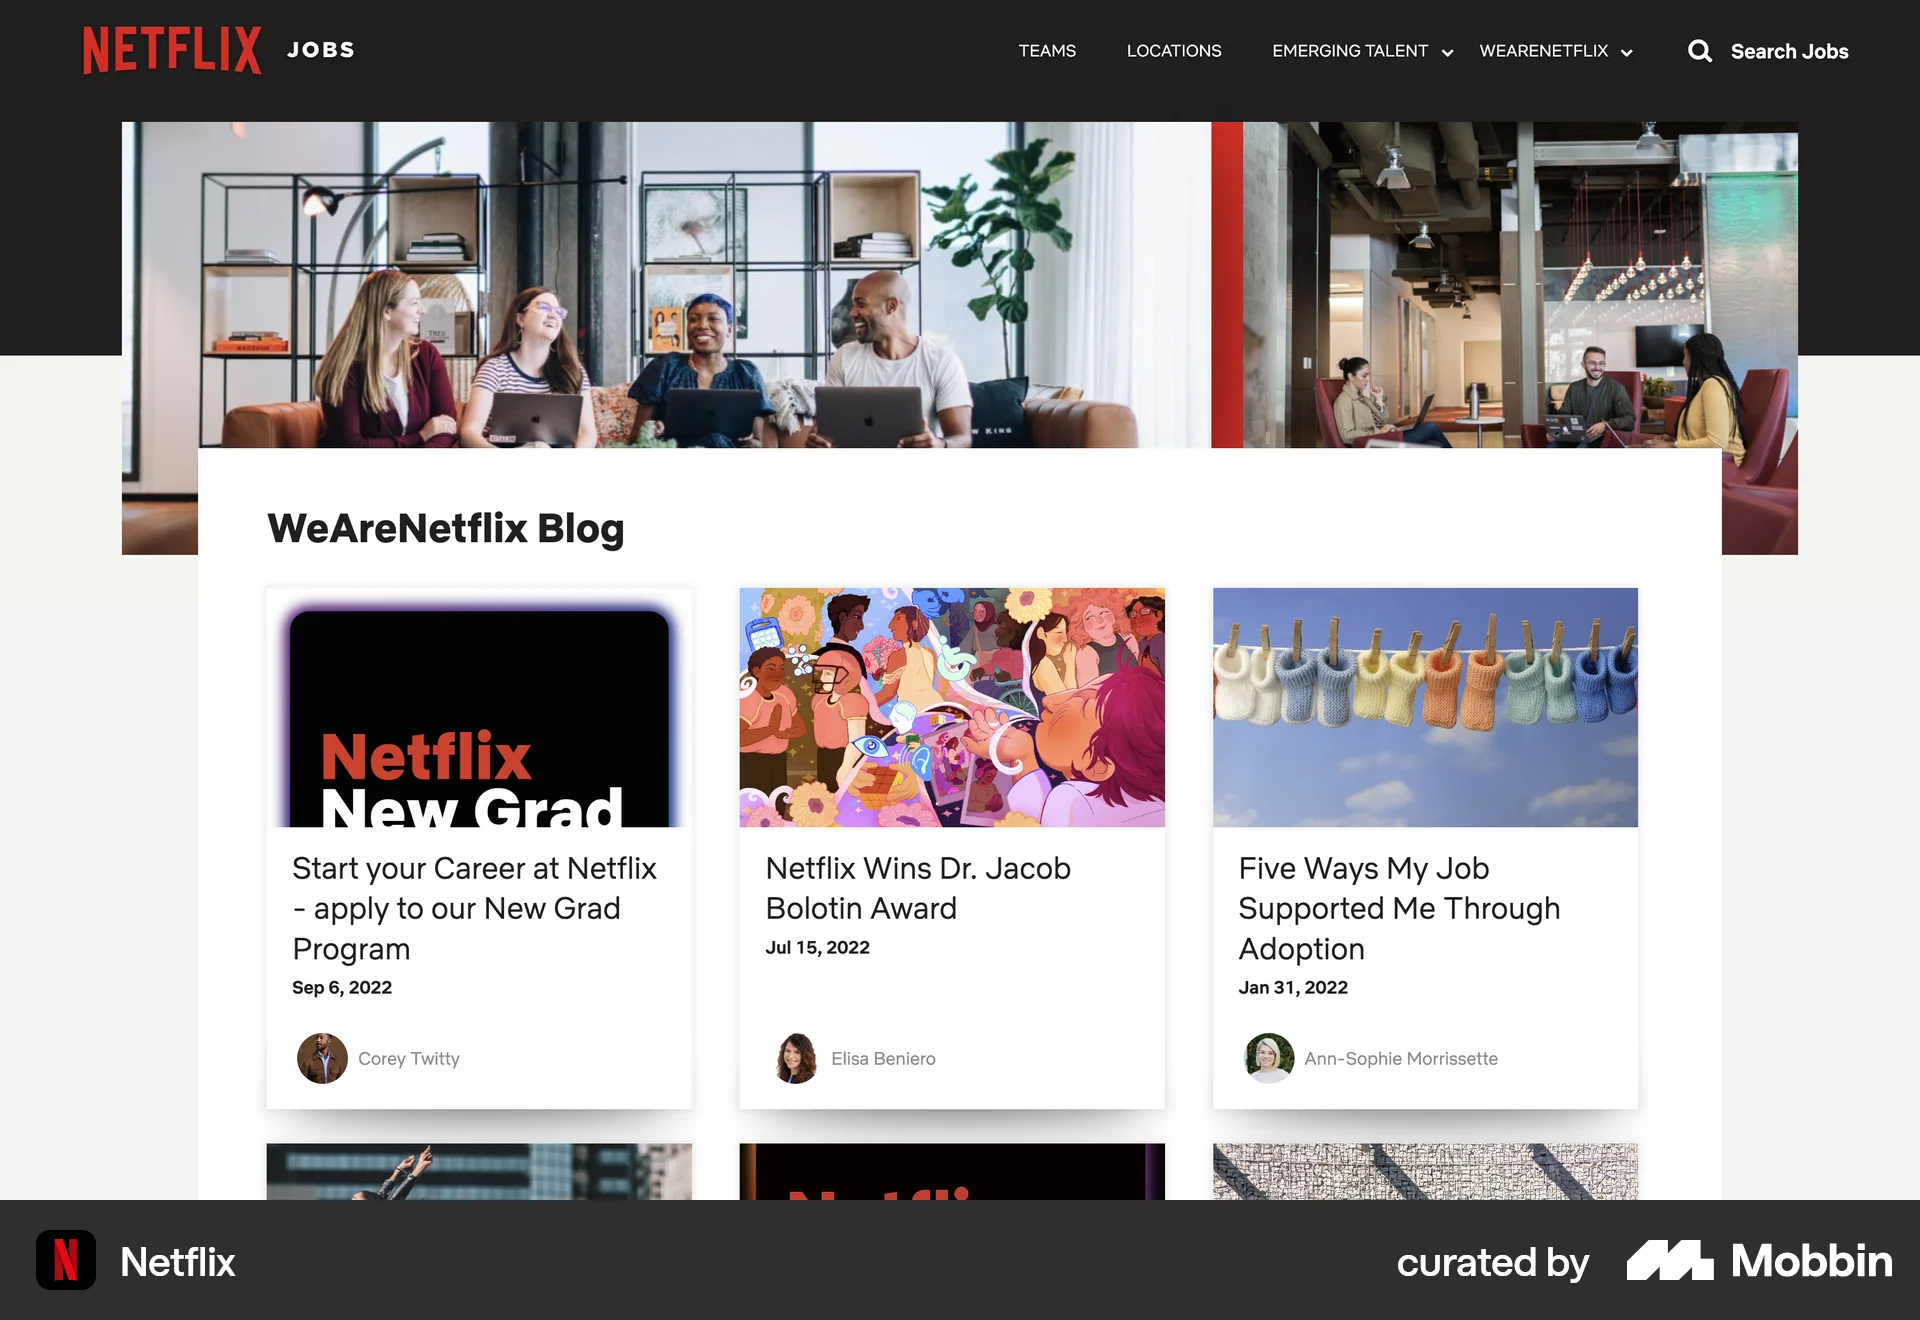 NETFLIX JOBS
TEAMS LOCATIONS EMERGING TALENT WEARENETFLIX Search Jobs
W KING
WeAreNetflix Blog
Netflix
New Grad
Start your Career at Netflix
- apply to our New Grad
Program
Sep 6, 2022
Corey Twitty
Netflix Wins Dr. Jacob
Bolotin Award
Jul 15, 2022
Elisa Beniero
Five Ways My Job
Supported Me Through
Adoption
Jan 31, 2022
Ann-Sophie Morrissette
Netflix
N Netflix
curated by Mobbin